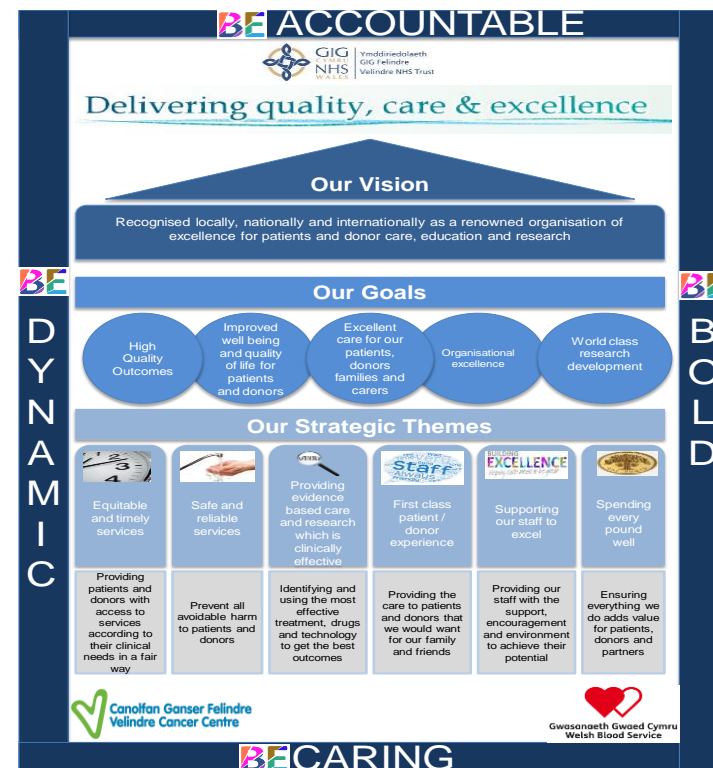 BE ACCOUNTABLE
GIG
CYMRU
NHS
WALES
Ymddiriedolaeth
GIG Felindre
Velindre NHS Trust
Delivering quality, care & excellence
Our Vision
Recognised locally, nationally and internationally as a renowned organisation of
excellence for patients and donor care, education and research
BE
DYNAMIC
BE
BOLD
Our Goals
High
Quality
Outcomes
Improved
well being
and quality
of life for
patients
and donors
Excellent
care for our
patients,
donors
families and
carers
Organisational
excellence
World class
research
development
Our Strategic Themes
2
3
4
Equitable
and timely
services
Safe and
reliable
services
Providing
evidence
based care
and research
which is
clinically
effective
Staff
Always
First class
patient /
donor
experience
BUILDING
EXCELLENCE
Supporting
our staff to
excel
Spending
every
pound
well
Providing
patients and
donors with
access to
services
according to
their clinical
needs in a fair
way
Prevent all
avoidable harm
to patients and
donors
Identifying and
using the most
effective
treatment, drugs
and technology
to get the best
outcomes
Providing the
care to patients
and donors that
we would want
for our family
and friends
Providing our
staff with the
support,
encouragement
and environment
to achieve their
potential
Ensuring
everything we
do adds value
for patients,
donors and
partners
Canolfan Ganser Felindre
Velindre Cancer Centre
Gwasanaeth Gwaed Cymru
Welsh Blood Service
BE CARING